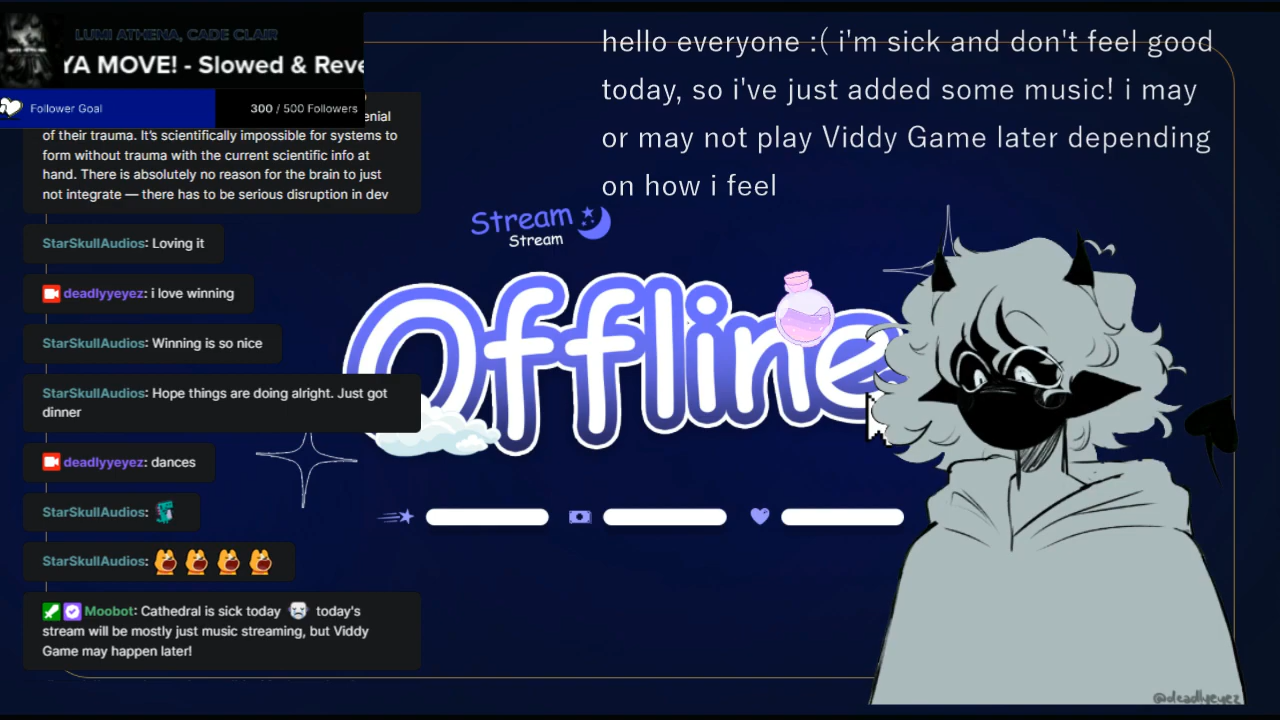 LUMI ATHENA, CADE CLAIR
YA MOVE! - Slowed & Reve
Follower Goal
300 / 500 Followers
enial
of their trauma. It's scientifically impossible for systems to
form without trauma with the current scientific info at
hand. There is absolutely no reason for the brain to just
not integrate — there has to be serious disruption in dev
StarSkullAudios: Loving it
deadlyyeyez: i love winning
StarSkullAudios: Winning is so nice
StarSkullAudios: Hope things are doing alright. Just got
dinner
deadlyyeyez: dances
StarSkullAudios:
StarSkullAudios:
Moobot: Cathedral is sick today today's
stream will be mostly just music streaming, but Viddy
Game may happen later!
hello everyone :( i'm sick and don't feel good
today, so i've just added some music! i may
or may not play Viddy Game later depending
on how i feel
Stream
Stream
Offline
@deadlyeyez